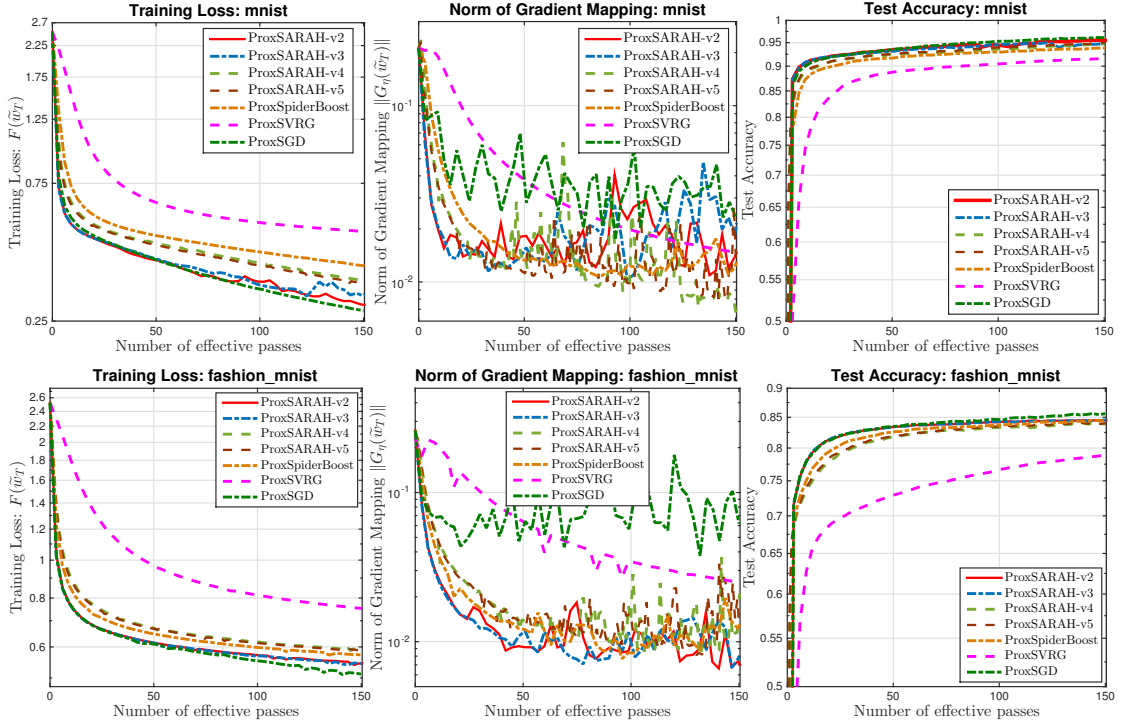 Training Loss: mnist
Training Loss: F(w̃_T)
2.7
2.25
1.75
1.25
0.75
0.25
0
50
100
150
Number of effective passes
ProxSARAH-v2
ProxSARAH-v3
ProxSARAH-v4
ProxSARAH-v5
ProxSpiderBoost
ProxSVRG
ProxSGD
Norm of Gradient Mapping: mnist
Norm of Gradient Mapping ||G_η(w̃_T)||
10^-1
10^-2
0
50
100
150
Number of effective passes
ProxSARAH-v2
ProxSARAH-v3
ProxSARAH-v4
ProxSARAH-v5
ProxSpiderBoost
ProxSVRG
ProxSGD
Test Accuracy: mnist
Test Accuracy
0.95
0.9
0.85
0.8
0.75
0.7
0.65
0.6
0.55
0.5
0
50
100
150
Number of effective passes
ProxSARAH-v2
ProxSARAH-v3
ProxSARAH-v4
ProxSARAH-v5
ProxSpiderBoost
ProxSVRG
ProxSGD
Training Loss: fashion_mnist
Training Loss: F(w̃_T)
2.6
2.2
2
1.8
1.6
1.4
1.2
1
0.8
0.6
0
50
100
150
Number of effective passes
ProxSARAH-v2
ProxSARAH-v3
ProxSARAH-v4
ProxSARAH-v5
ProxSpiderBoost
ProxSVRG
ProxSGD
Norm of Gradient Mapping: fashion_mnist
Norm of Gradient Mapping ||G_η(w̃_T)||
10^-1
10^-2
0
50
100
150
Number of effective passes
ProxSARAH-v2
ProxSARAH-v3
ProxSARAH-v4
ProxSARAH-v5
ProxSpiderBoost
ProxSVRG
ProxSGD
Test Accuracy: fashion_mnist
Test Accuracy
0.9
0.85
0.8
0.75
0.7
0.65
0.6
0.55
0.5
0
50
100
150
Number of effective passes
ProxSARAH-v2
ProxSARAH-v3
ProxSARAH-v4
ProxSARAH-v5
ProxSpiderBoost
ProxSVRG
ProxSGD